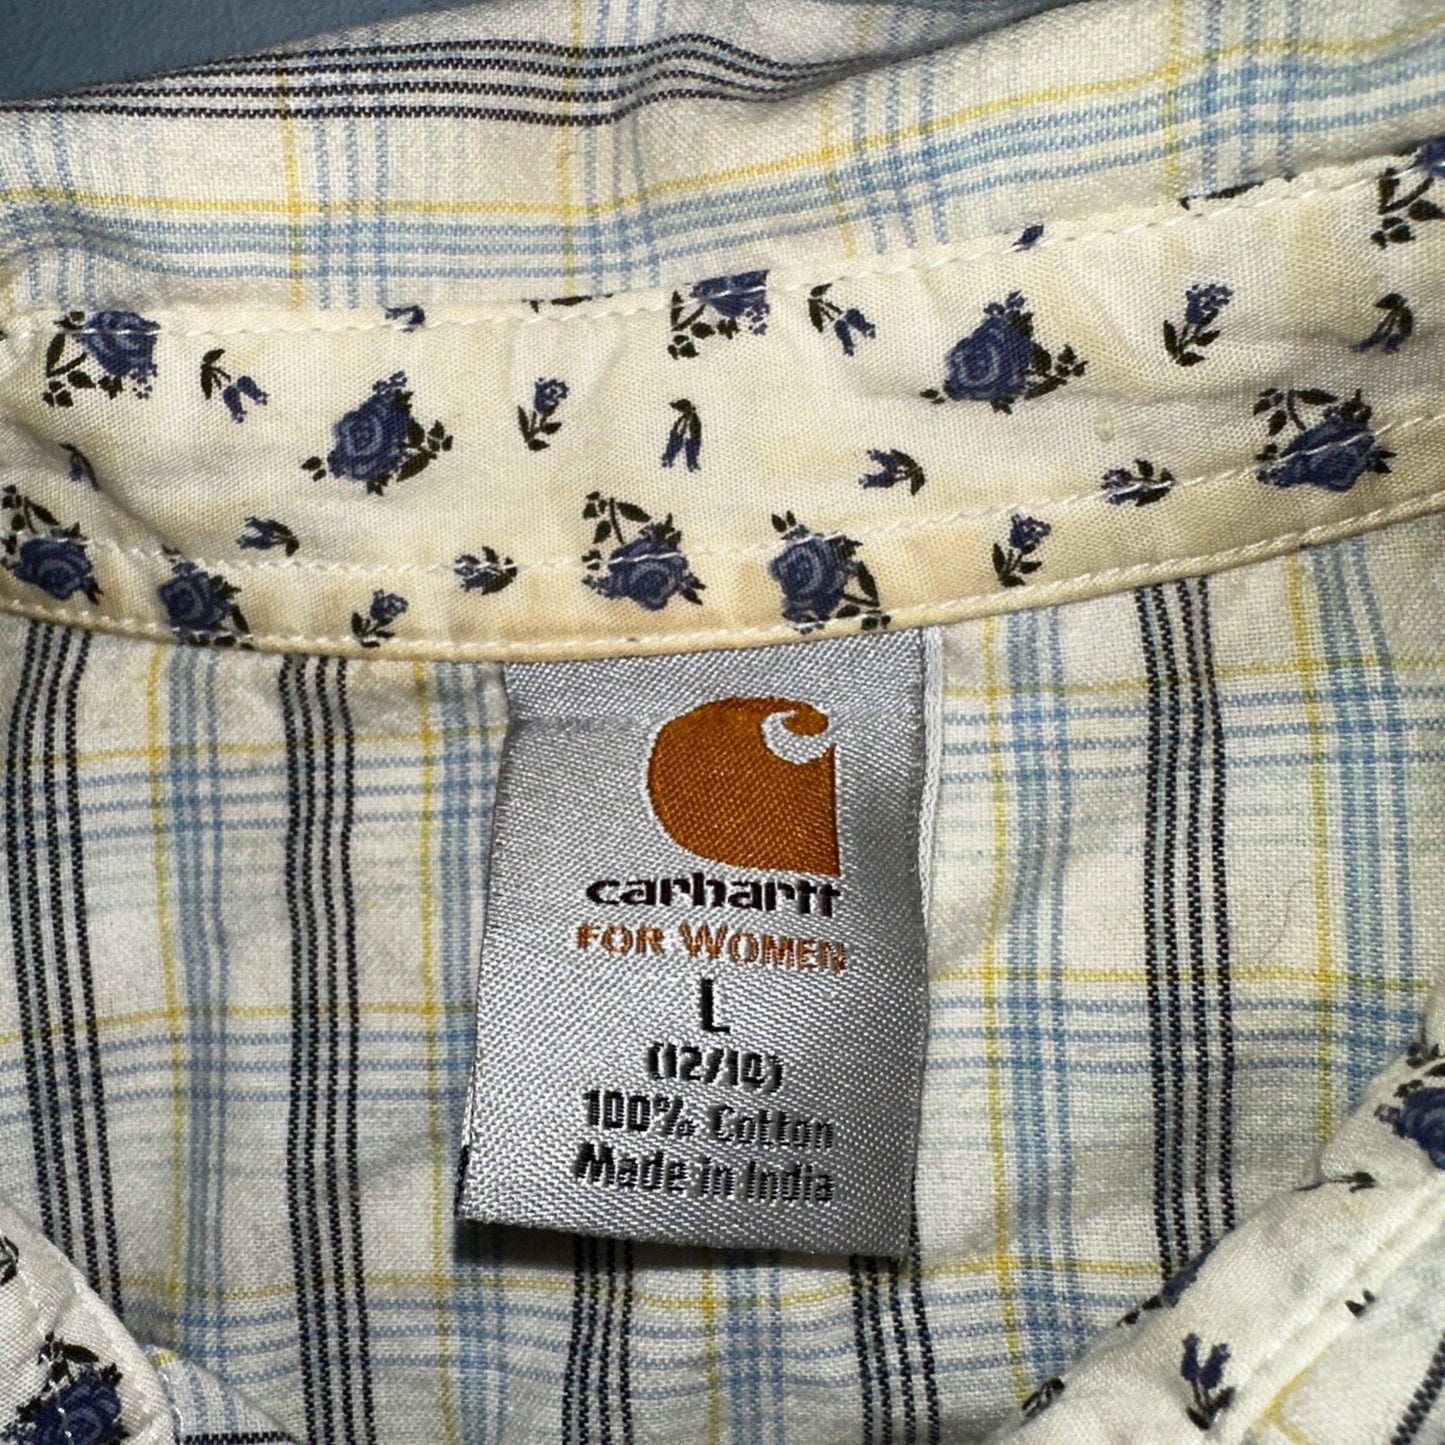 carhartt
FOR WOMEN
L
(12/14)
100% Cotton
Made in India